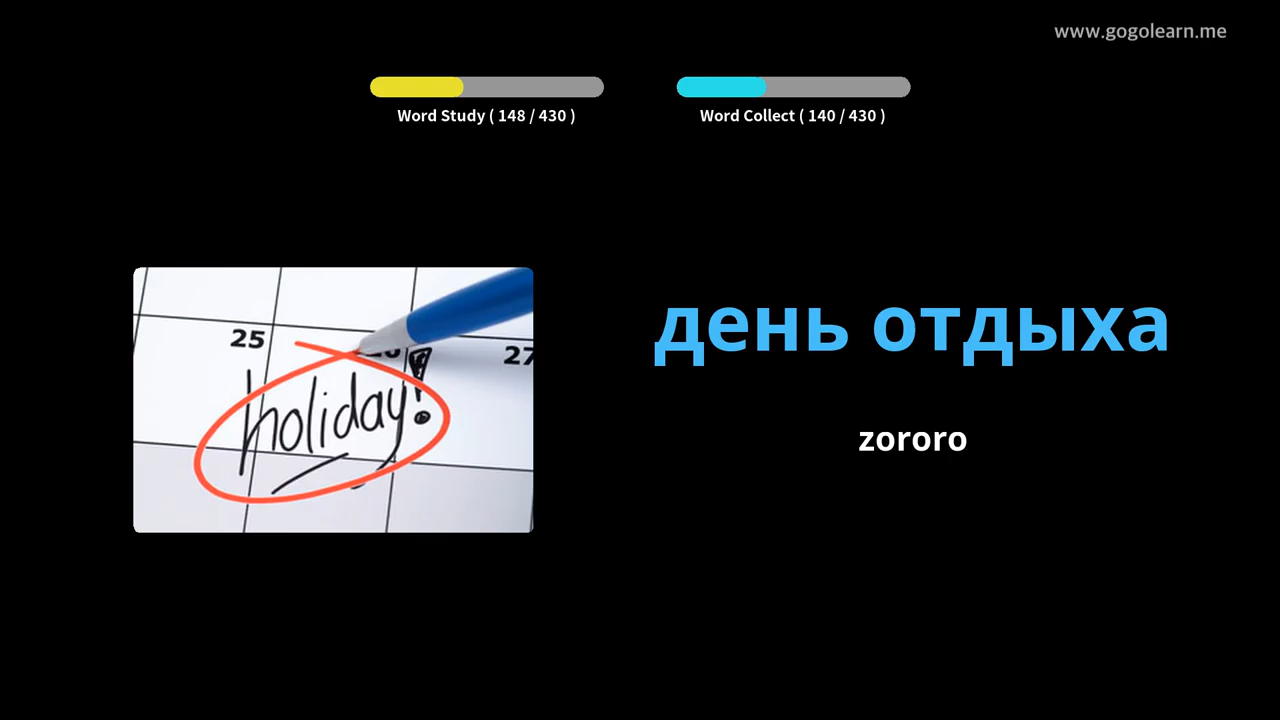 www.gogolearn.me
Word Study ( 148 / 430 )
Word Collect ( 140 / 430 )
25
27
holiday!
день отдыха
zororo